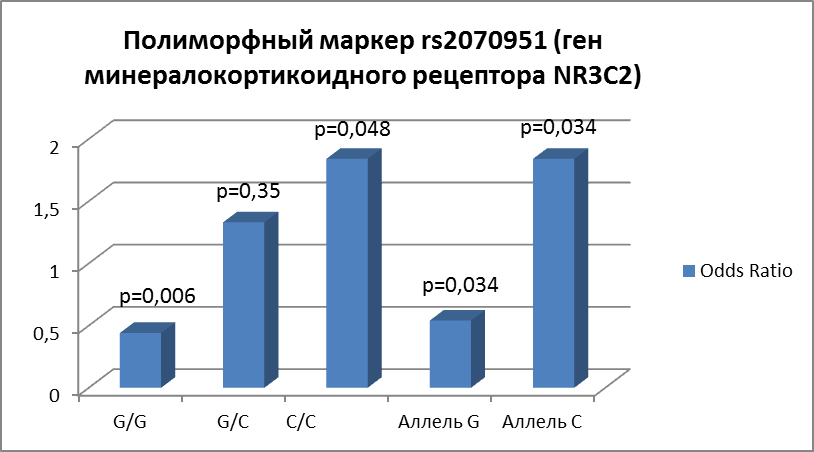 Полиморфный маркер rs2070951 (ген
минералокортикоидного рецептора NR3C2)
2
1,5
1
0,5
0
p=0,006
p=0,35
p=0,048
p=0,034
p=0,034
G/G
G/C
C/C
Аллель G
Аллель C
Odds Ratio